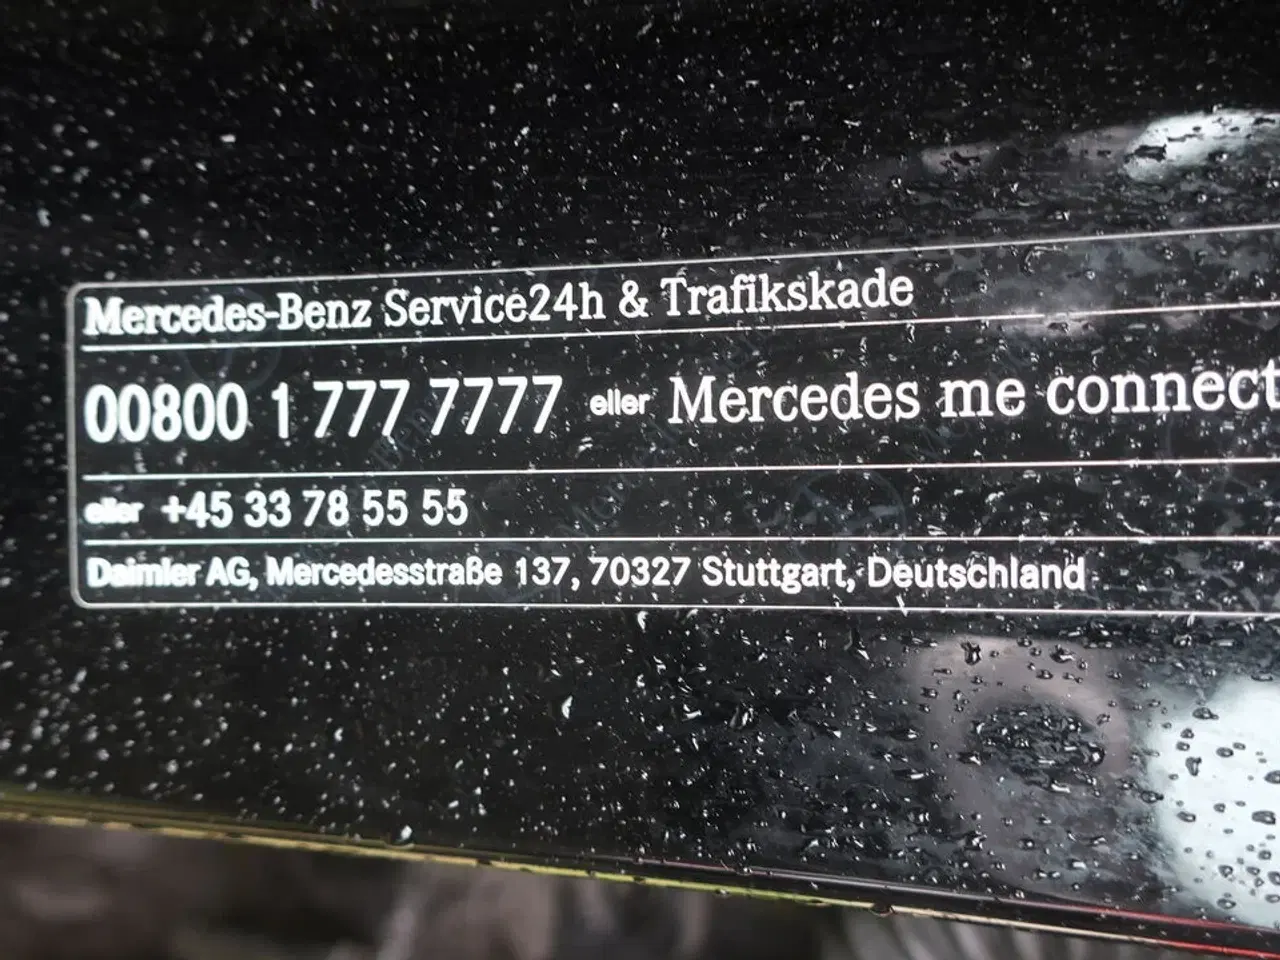 Mercedes-Benz Service24h & Trafikskade
00800 1 777 7777 eller Mercedes me connect
eller +45 33 78 55 55
Daimler AG, Mercedesstraße 137, 70327 Stuttgart, Deutschland